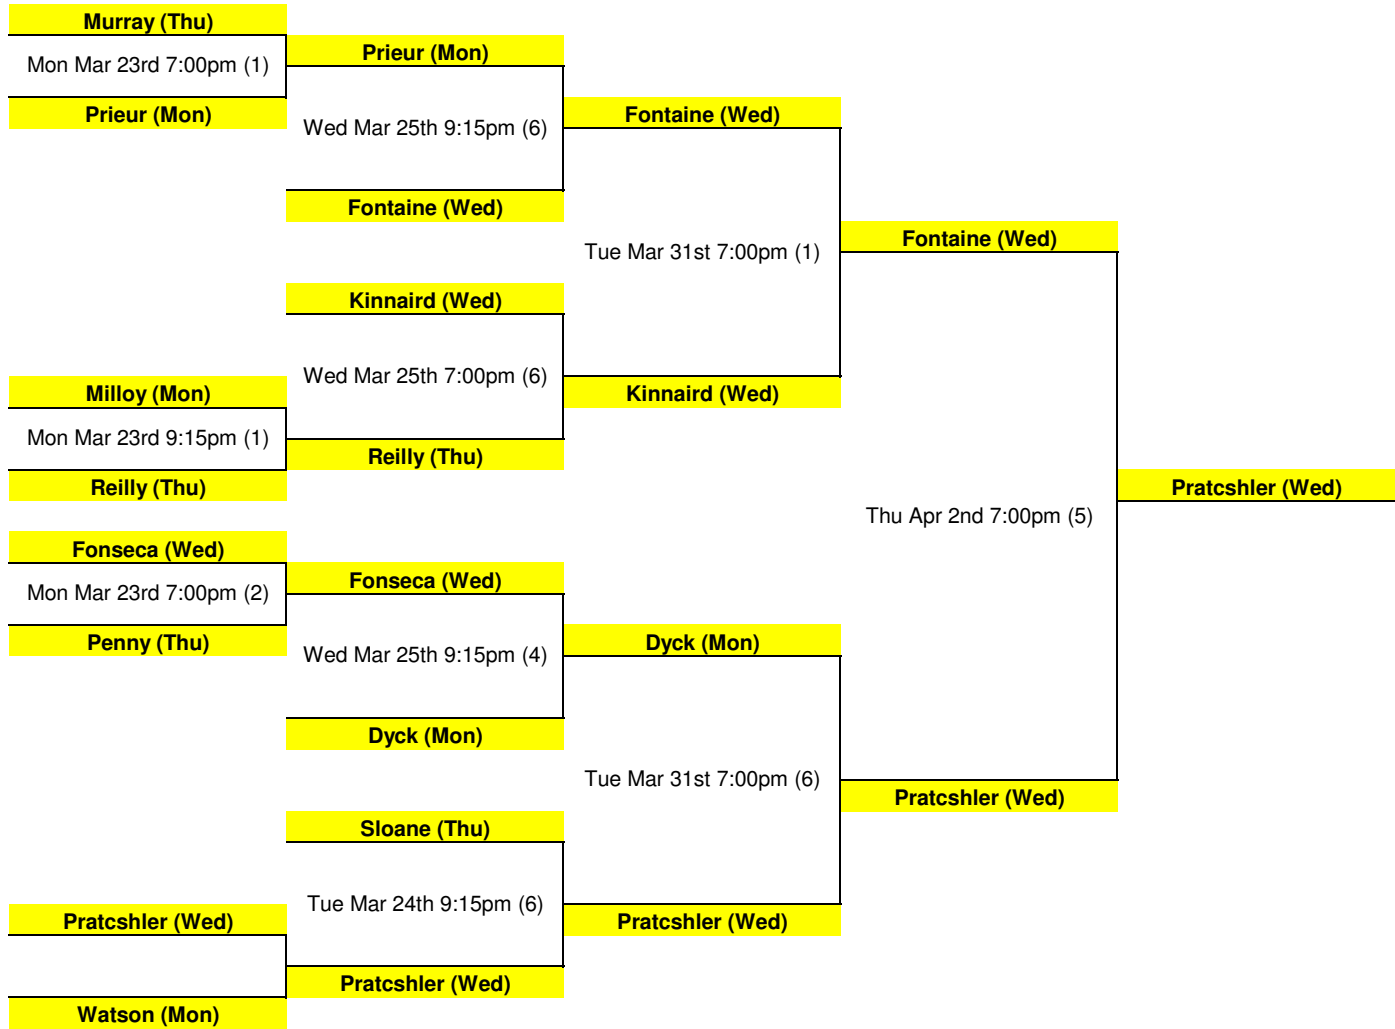 Murray (Thu)
Mon Mar 23rd 7:00pm (1)
Prieur (Mon)
Prieur (Mon)
Wed Mar 25th 9:15pm (6)
Fontaine (Wed)
Fontaine (Wed)
Tue Mar 31st 7:00pm (1)
Fontaine (Wed)
Kinnaird (Wed)
Wed Mar 25th 7:00pm (6)
Kinnaird (Wed)
Milloy (Mon)
Mon Mar 23rd 9:15pm (1)
Reilly (Thu)
Reilly (Thu)
Pratcshler (Wed)
Thu Apr 2nd 7:00pm (5)
Fonseca (Wed)
Mon Mar 23rd 7:00pm (2)
Penny (Thu)
Fonseca (Wed)
Wed Mar 25th 9:15pm (4)
Dyck (Mon)
Dyck (Mon)
Tue Mar 31st 7:00pm (6)
Pratcshler (Wed)
Sloane (Thu)
Tue Mar 24th 9:15pm (6)
Pratcshler (Wed)
Pratcshler (Wed)
Pratcshler (Wed)
Watson (Mon)